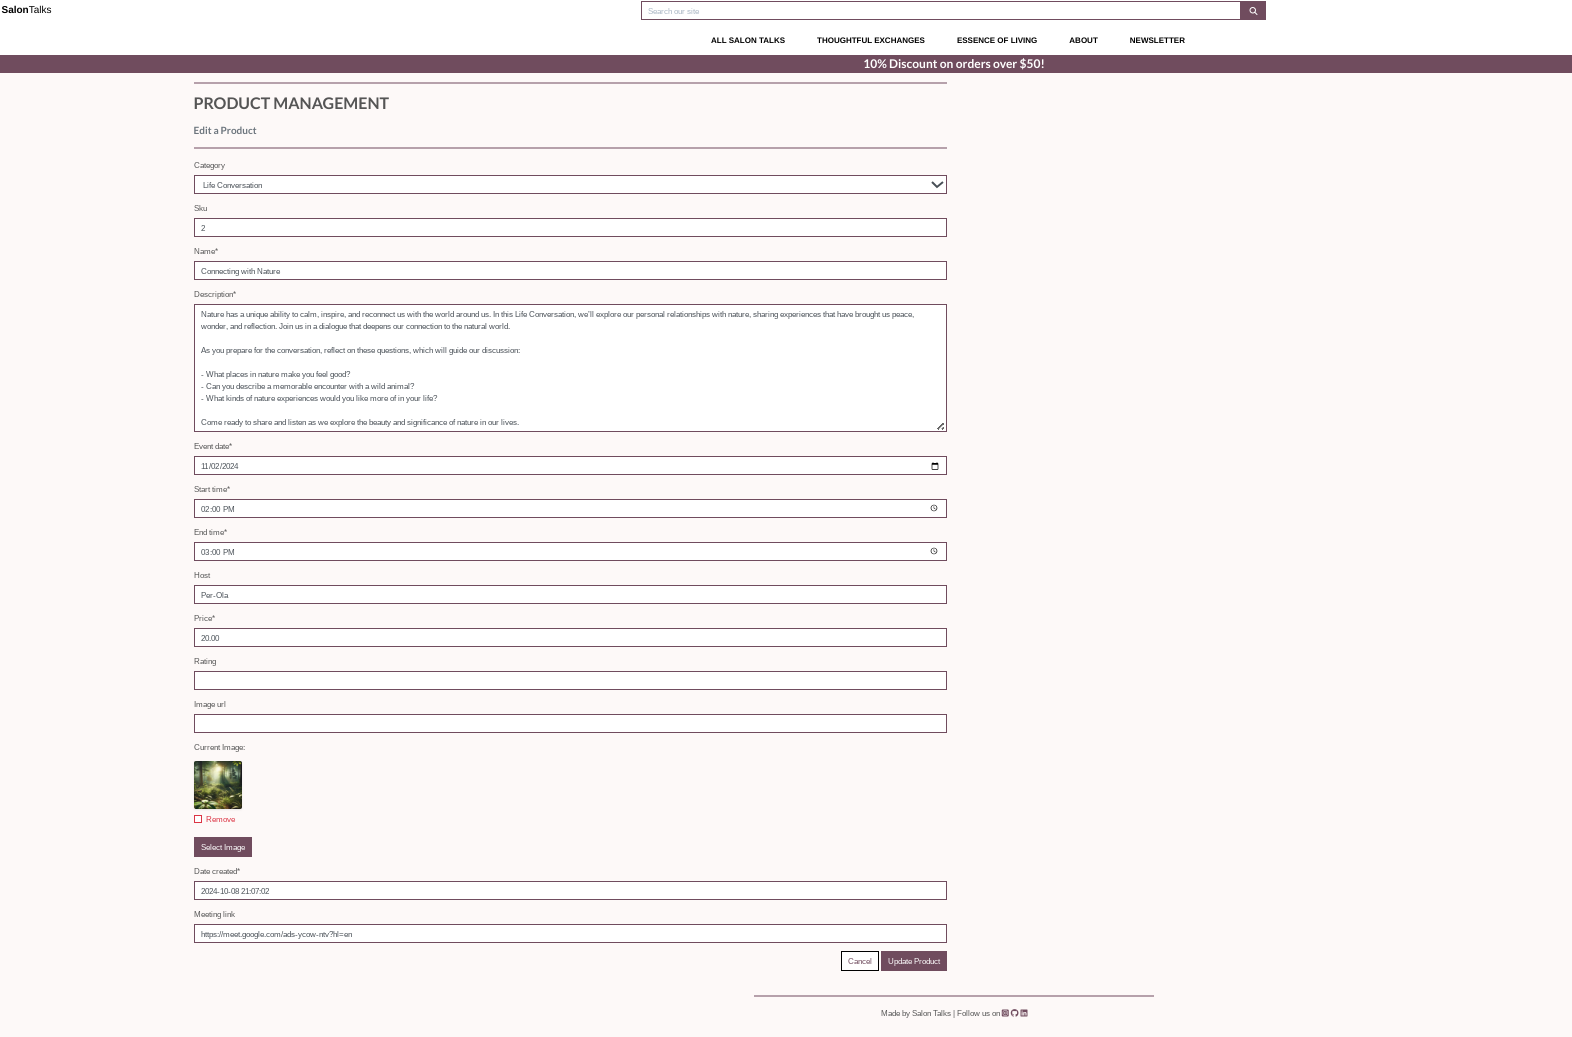 SalonTalks
Search our site
ALL SALON TALKS THOUGHTFUL EXCHANGES ESSENCE OF LIVING ABOUT NEWSLETTER
10% Discount on orders over $50!
PRODUCT MANAGEMENT
Edit a Product
Category
Life Conversation
Sku
2
Name*
Connecting with Nature
Description*
Nature has a unique ability to calm, inspire, and reconnect us with the world around us. In this Life Conversation, we'll explore our personal relationships with nature, sharing experiences that have brought us peace,
wonder, and reflection. Join us in a dialogue that deepens our connection to the natural world.
As you prepare for the conversation, reflect on these questions, which will guide our discussion:
- What places in nature make you feel good?
- Can you describe a memorable encounter with a wild animal?
- What kinds of nature experiences would you like more of in your life?
Come ready to share and listen as we explore the beauty and significance of nature in our lives.
Event date*
11/02/2024
Start time*
02:00 PM
End time*
03:00 PM
Host
Per-Ola
Price*
20.00
Rating
Image url
Current Image:
Remove
Select Image
Date created*
2024-10-08 21:07:02
Meeting link
https://meet.google.com/ads-ycow-ntv?hl=en
Cancel Update Product
Made by Salon Talks | Follow us on